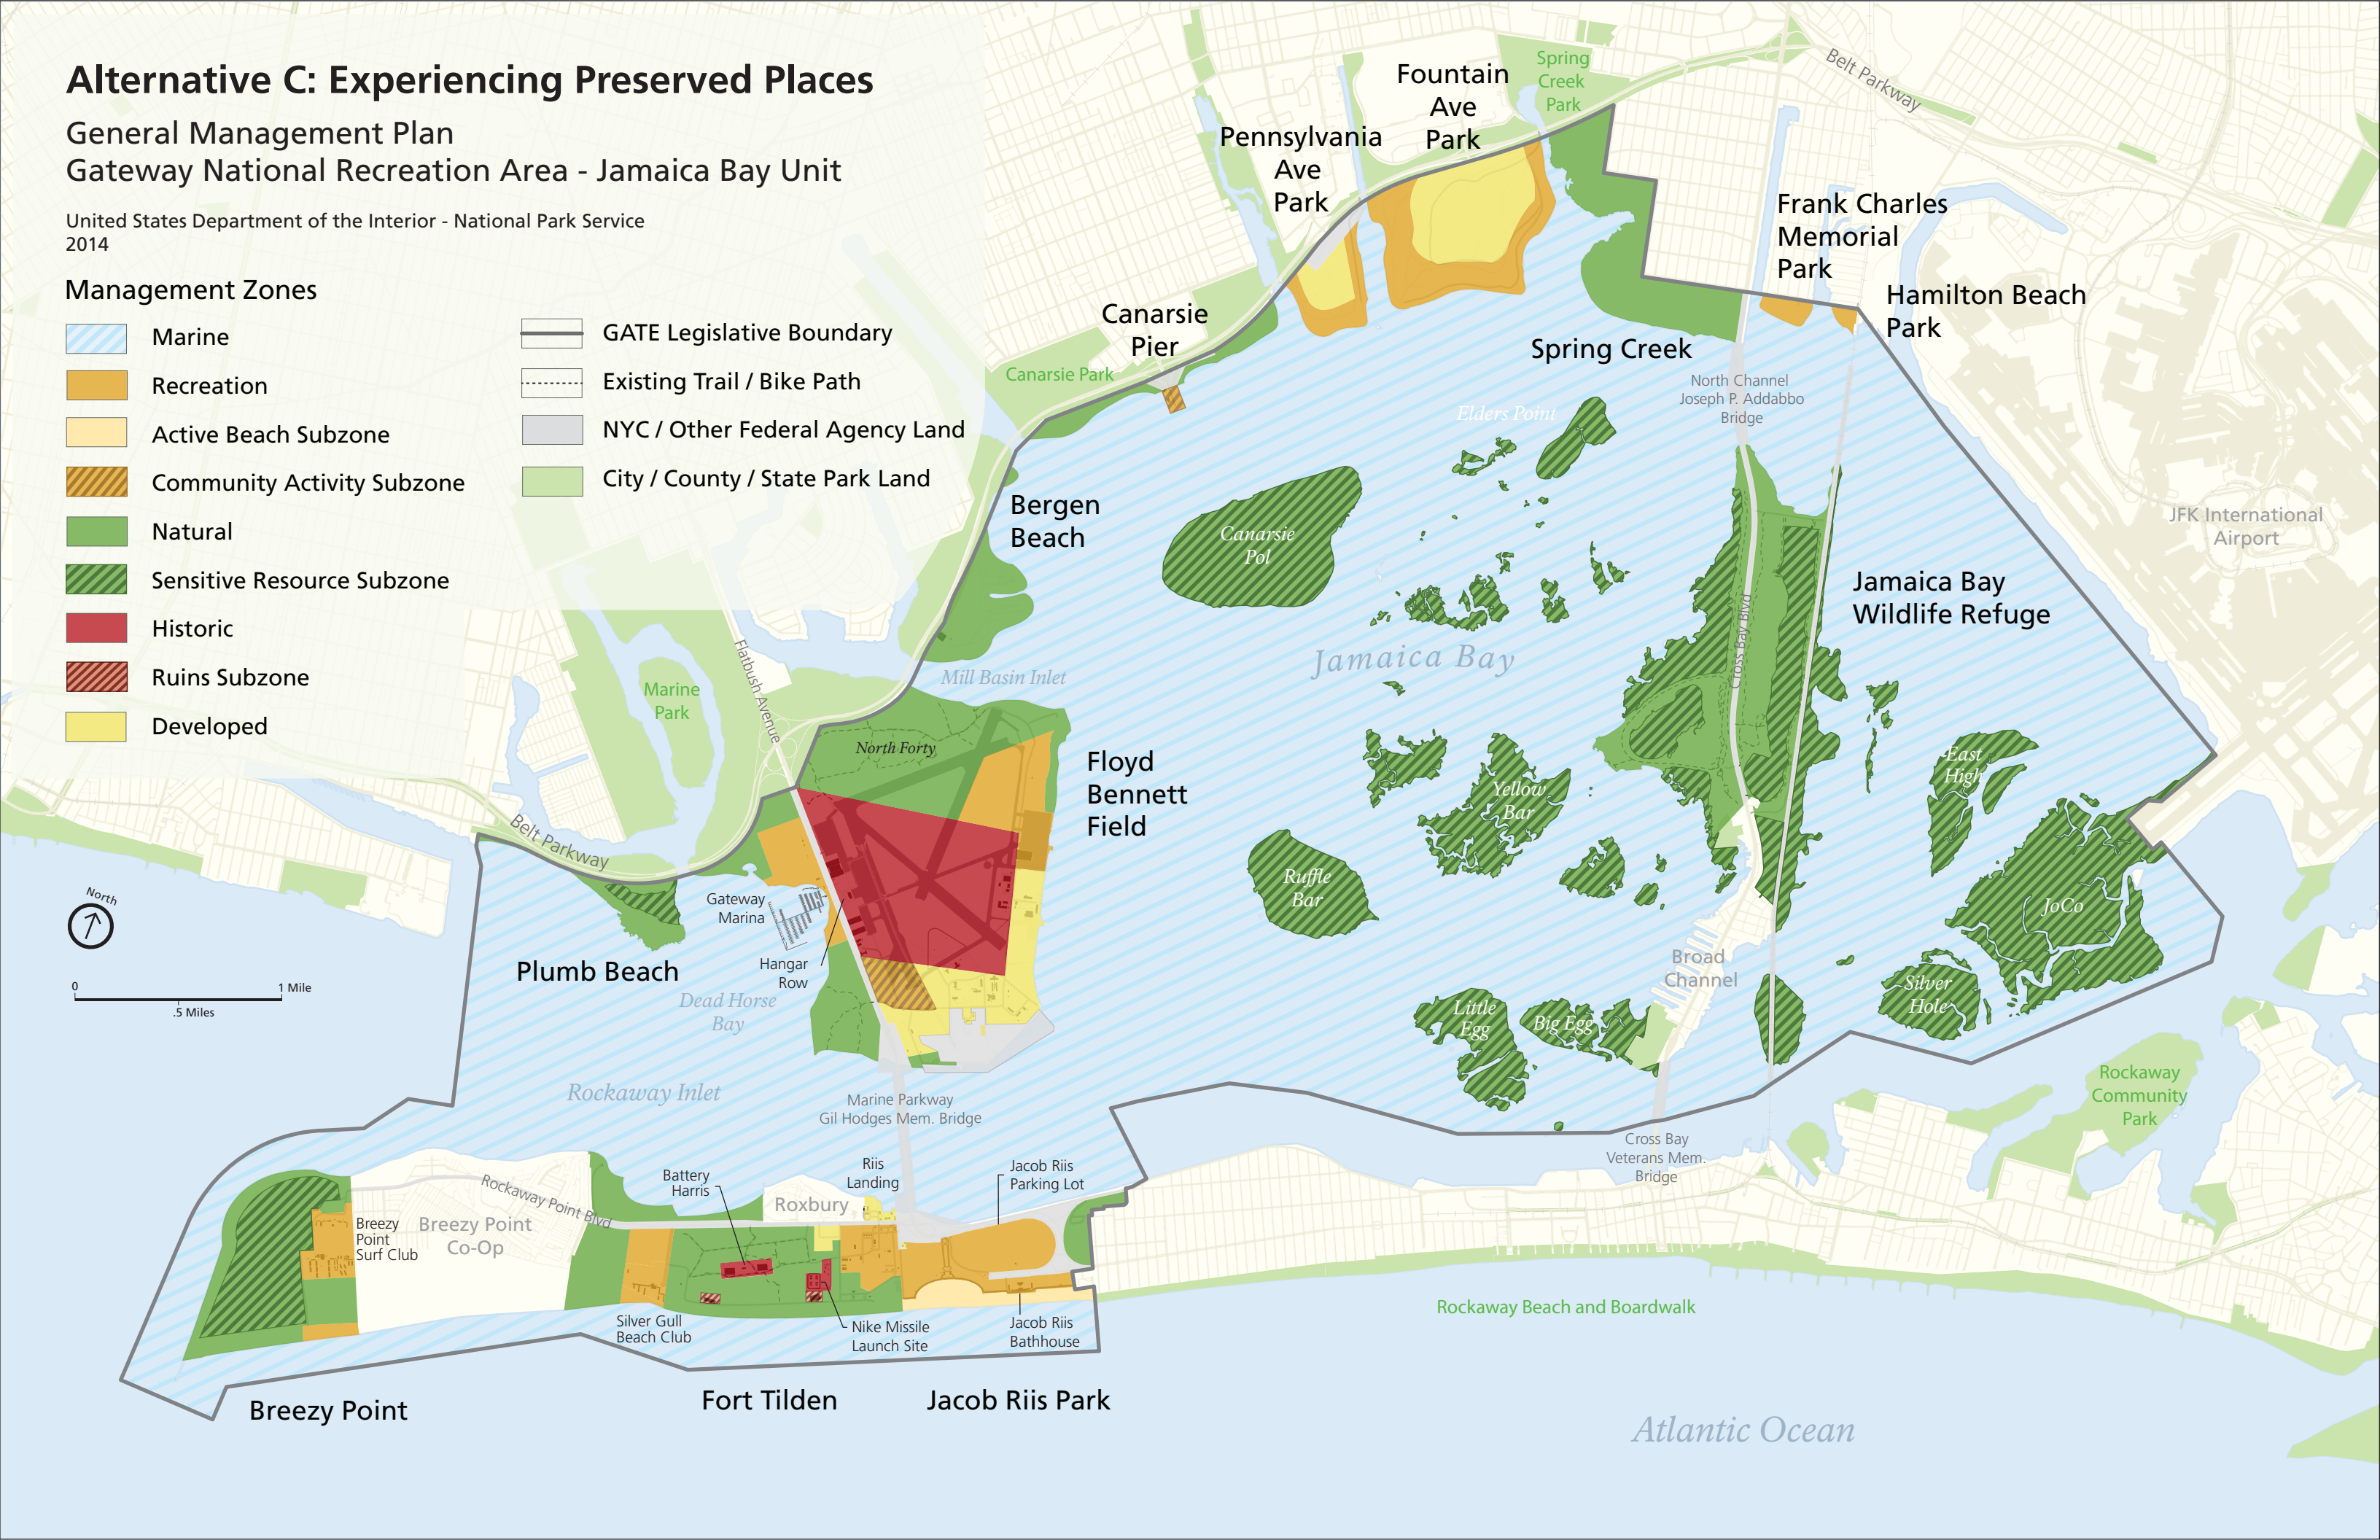 Alternative C: Experiencing Preserved Places
General Management Plan
Gateway National Recreation Area - Jamaica Bay Unit
United States Department of the Interior - National Park Service
2014
Management Zones
Marine
Recreation
Active Beach Subzone
Community Activity Subzone
Natural
Sensitive Resource Subzone
Historic
Ruins Subzone
Developed
GATE Legislative Boundary
Existing Trail / Bike Path
NYC / Other Federal Agency Land
City / County / State Park Land
Spring
Creek
Park
Belt Parkway
Fountain
Ave
Park
Pennsylvania
Ave
Park
Frank Charles
Memorial
Park
Hamilton Beach
Park
Canarsie
Pier
Canarsie Park
Spring Creek
North Channel
Joseph P. Addabbo
Bridge
Elders Point
Bergen
Beach
Canarsie
Pol
JFK International
Airport
Jamaica Bay
Wildlife Refuge
Cross Bay Blvd
Jamaica Bay
Mill Basin Inlet
Flatbush Avenue
Marine
Park
North Forty
Floyd
Bennett
Field
Yellow
Bar
East
High
Belt Parkway
Ruffle
Bar
JoCo
Gateway
Marina
Hangar
Row
Plumb Beach
Dead Horse
Bay
Broad
Channel
Silver
Hole
Little
Egg
Big Egg
North
0
1 Mile
.5 Miles
Rockaway Inlet
Marine Parkway
Gil Hodges Mem. Bridge
Rockaway
Community
Park
Cross Bay
Veterans Mem.
Bridge
Battery
Harris
Riis
Landing
Jacob Riis
Parking Lot
Rockaway Point Blvd
Roxbury
Breezy
Point
Surf Club
Breezy Point
Co-Op
Silver Gull
Beach Club
Nike Missile
Launch Site
Jacob Riis
Bathhouse
Rockaway Beach and Boardwalk
Breezy Point
Fort Tilden
Jacob Riis Park
Atlantic Ocean